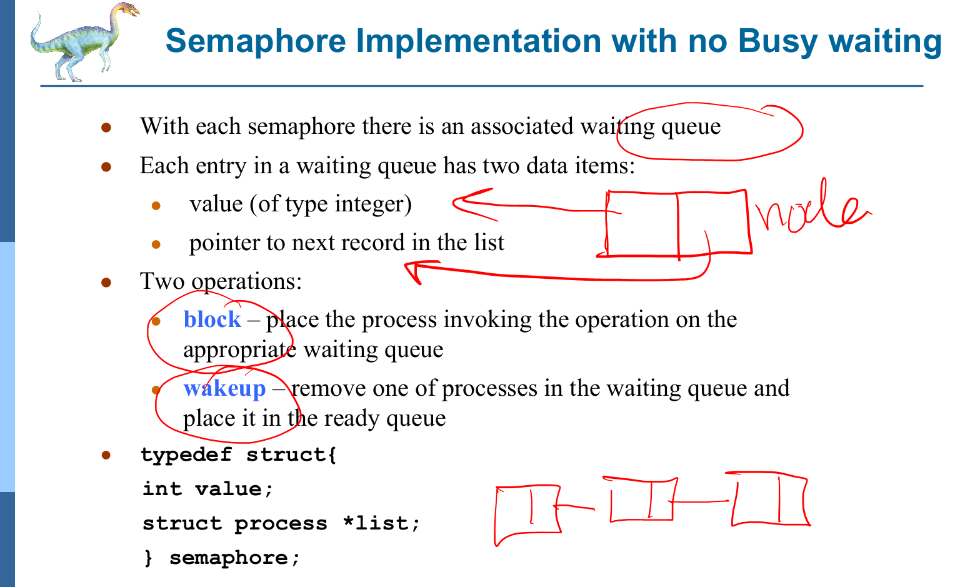 Semaphore Implementation with no Busy waiting
With each semaphore there is an associated waiting queue
Each entry in a waiting queue has two data items:
value (of type integer)
node
pointer to next record in the list
Two operations:
block – place the process invoking the operation on the
appropriate waiting queue
wakeup – remove one of processes in the waiting queue and
place it in the ready queue
typedef struct{
int value;
struct process *list;
} semaphore;